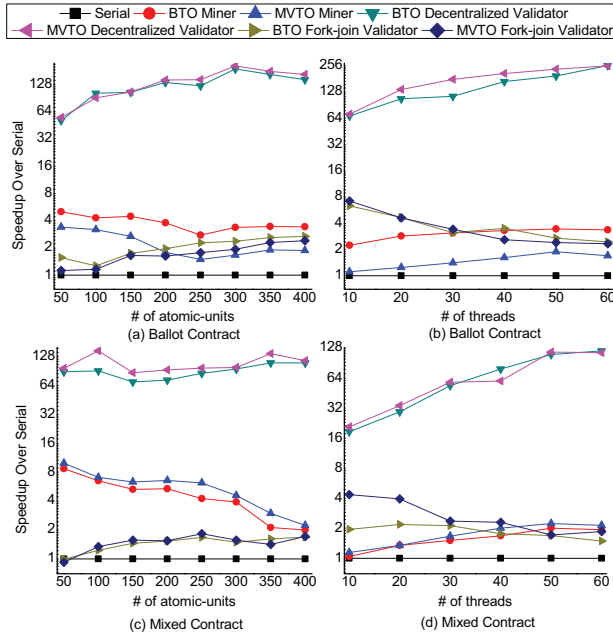 Serial BTO Miner MVTO Miner BTO Decentralized Validator
MVTO Decentralized Validator BTO Fork-join Validator MVTO Fork-join Validator
Speedup Over Serial
128
64
32
16
8
4
2
1
50 100 150 200 250 300 350 400
# of atomic-units
(a) Ballot Contract
256
128
64
32
16
8
4
2
1
10 20 30 40 50 60
# of threads
(b) Ballot Contract
Speedup Over Serial
128
64
32
16
8
4
2
1
50 100 150 200 250 300 350 400
# of atomic-units
(c) Mixed Contract
128
64
32
16
8
4
2
1
10 20 30 40 50 60
# of threads
(d) Mixed Contract